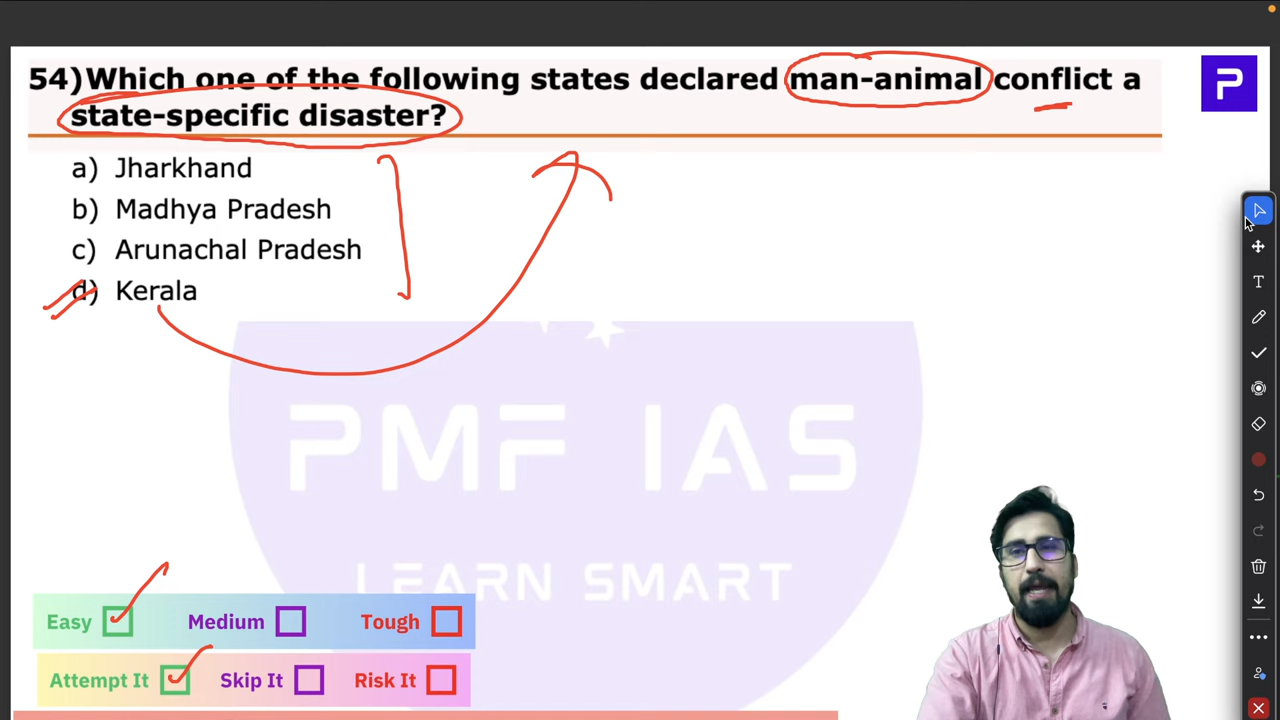 54)Which one of the following states declared man-animal conflict a
state-specific disaster?
a) Jharkhand
b) Madhya Pradesh
c) Arunachal Pradesh
d) Kerala
PMF IAS
LEARN SMART
Easy Medium Tough
Attempt It Skip It Risk It
P
T